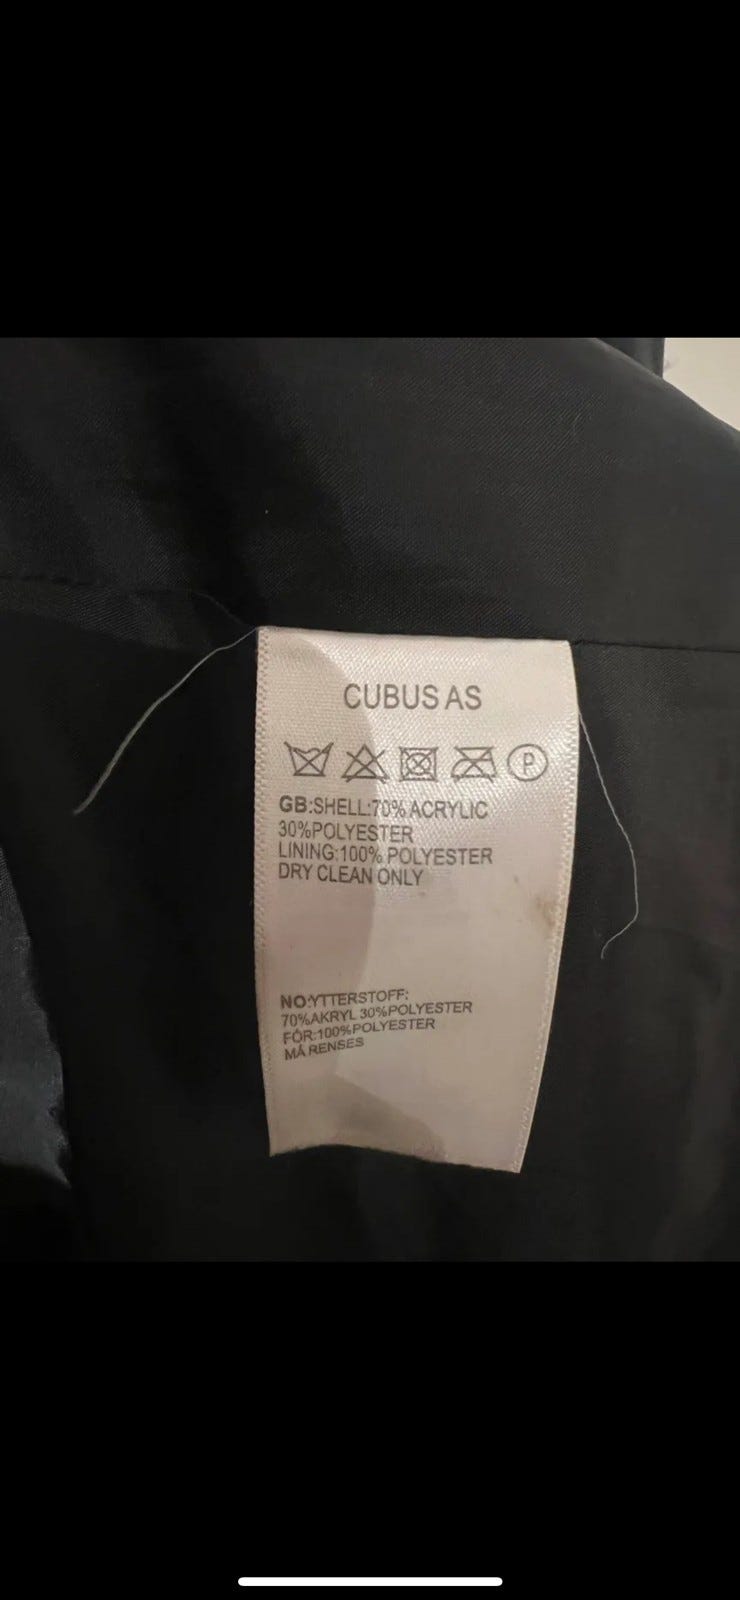 CUBUS AS
P
GB:SHELL:70% ACRYLIC
30%POLYESTER
LINING:100% POLYESTER
DRY CLEAN ONLY
NO:YTTERSTOFF:
70%AKRYL 30%POLYESTER
FÓR:100%POLYESTER
MÅ RENSES